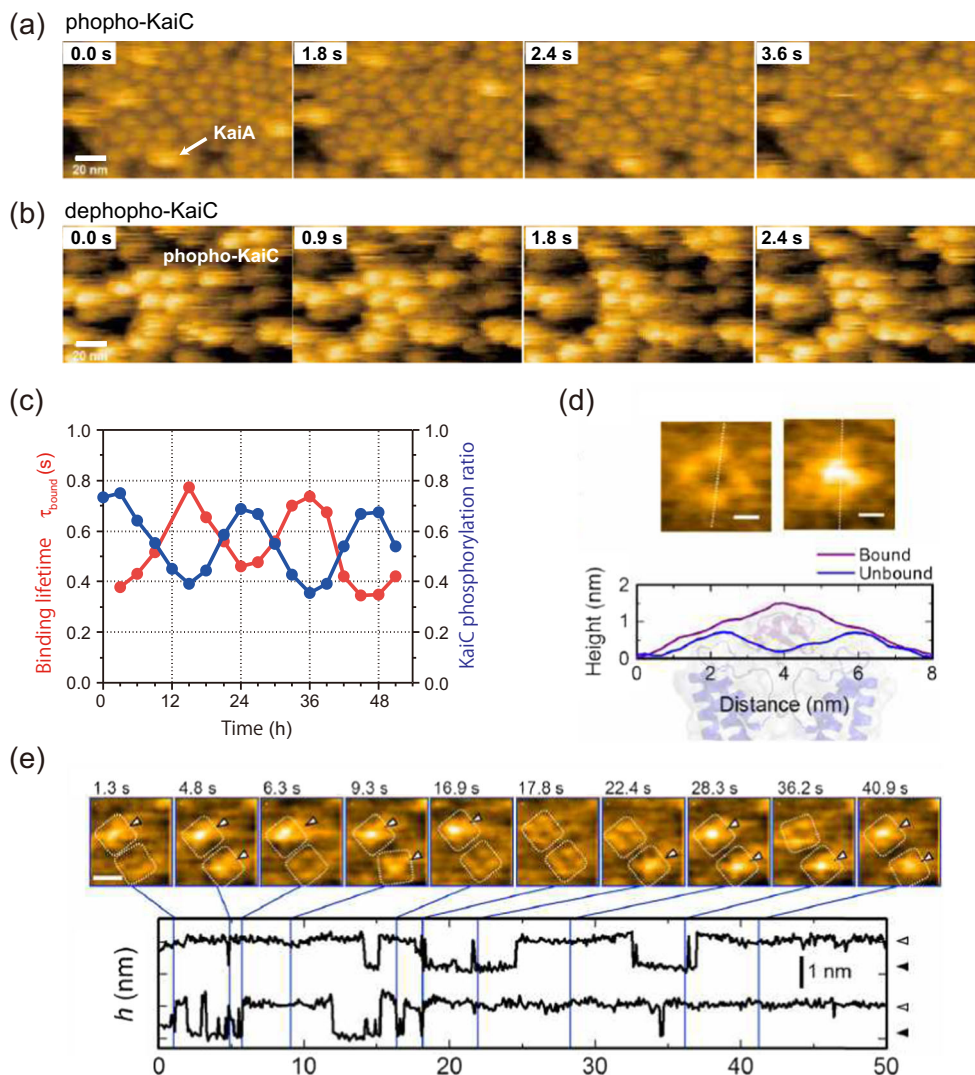 (a) phopho-KaiC
0.0 s 1.8 s 2.4 s 3.6 s
KaiA
20 nm
(b) dephopho-KaiC
0.0 s 0.9 s 1.8 s 2.4 s
phopho-KaiC
20 nm
(c)
1.0 1.0
0.8 0.8
0.6 0.6
0.4 0.4
0.2 0.2
0.0 0.0
0 12 24 36 48
Time (h)
Binding lifetime τbound (s)
KaiC phosphorylation ratio
(d)
Bound
Unbound
2
1
0
0 2 4 6 8
Height (nm)
Distance (nm)
(e)
1.3 s 4.8 s 6.3 s 9.3 s 16.9 s 17.8 s 22.4 s 28.3 s 36.2 s 40.9 s
h (nm)
1 nm
0 5 10 15 20 30 40 50